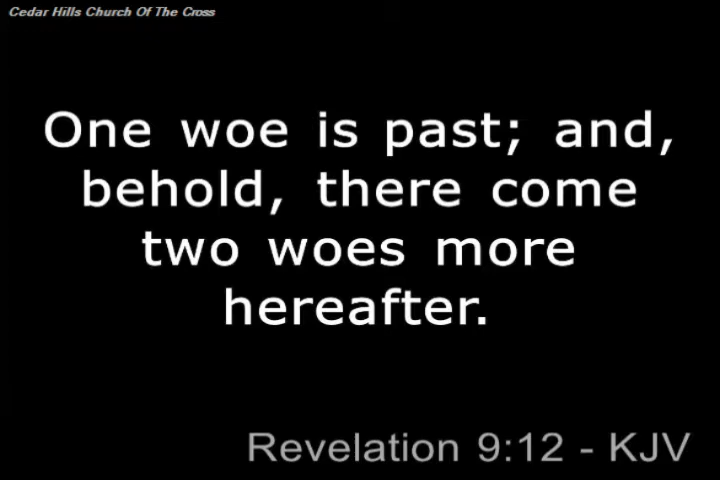 Cedar Hills Church Of The Cross
One woe is past; and,
behold, there come
two woes more
hereafter.
Revelation 9:12 - KJV